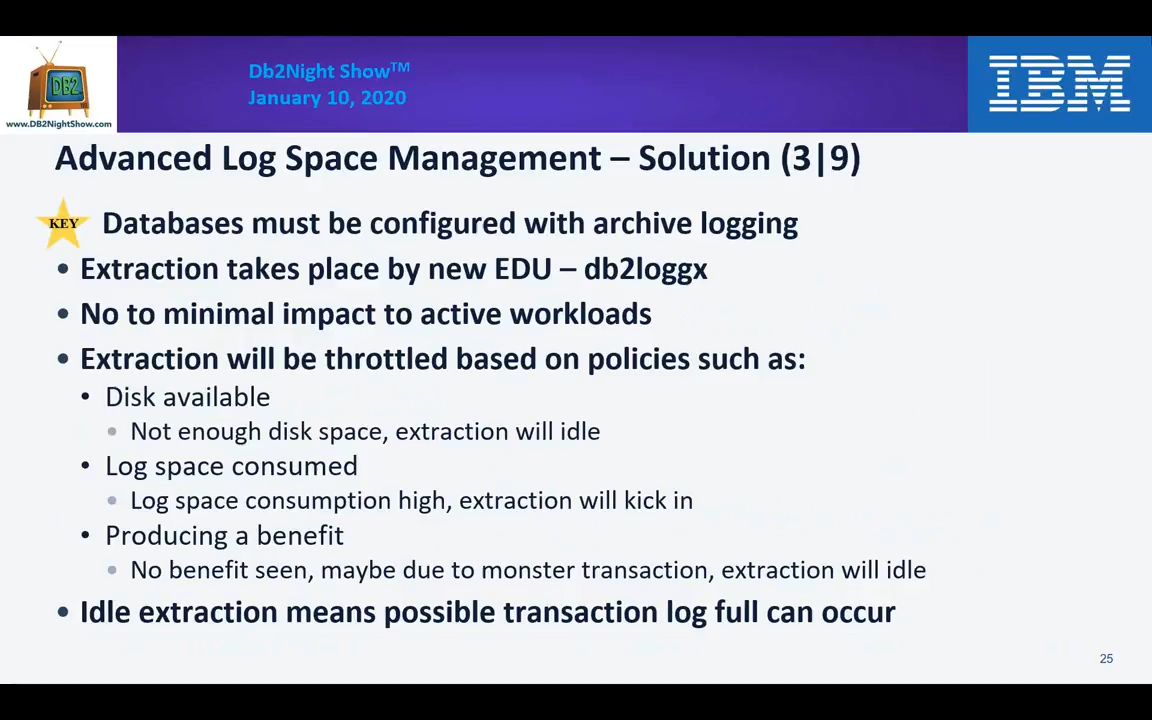 Db2Night Show™
January 10, 2020
IBM
DB2
www.DB2NightShow.com
Advanced Log Space Management – Solution (3|9)
KEY Databases must be configured with archive logging
• Extraction takes place by new EDU – db2loggx
• No to minimal impact to active workloads
• Extraction will be throttled based on policies such as:
• Disk available
• Not enough disk space, extraction will idle
• Log space consumed
• Log space consumption high, extraction will kick in
• Producing a benefit
• No benefit seen, maybe due to monster transaction, extraction will idle
• Idle extraction means possible transaction log full can occur
25